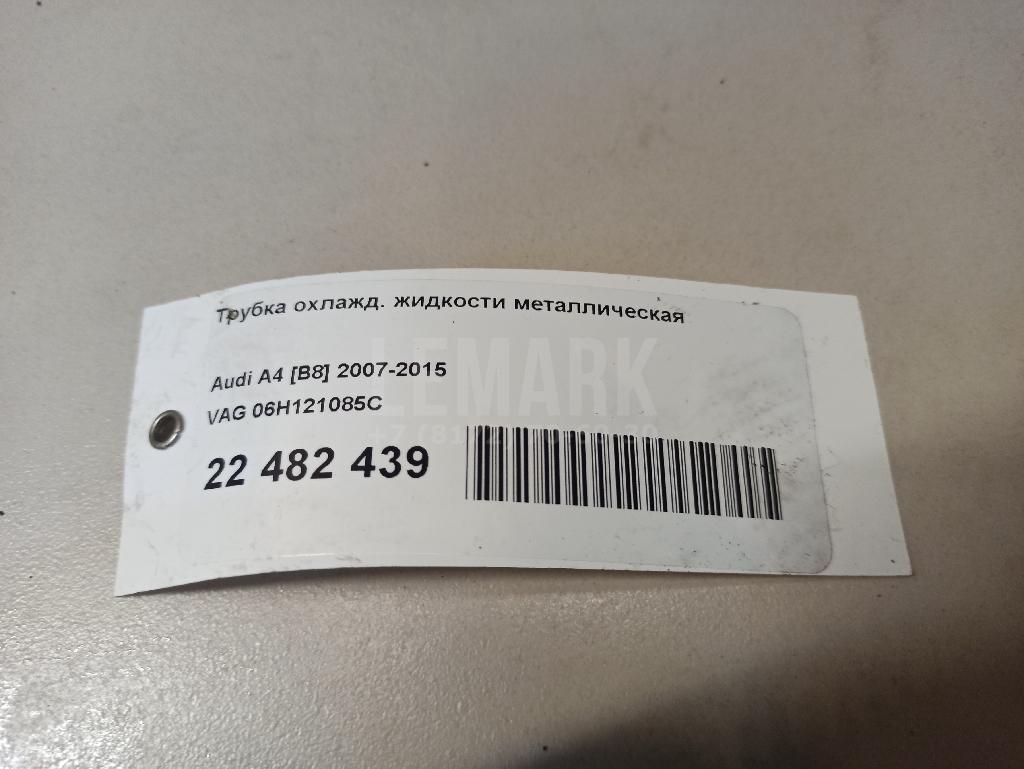 Трубка охлажд. жидкости металлическая
Audi A4 [B8] 2007-2015
VAG 06H121085C
22 482 439
LEMARK